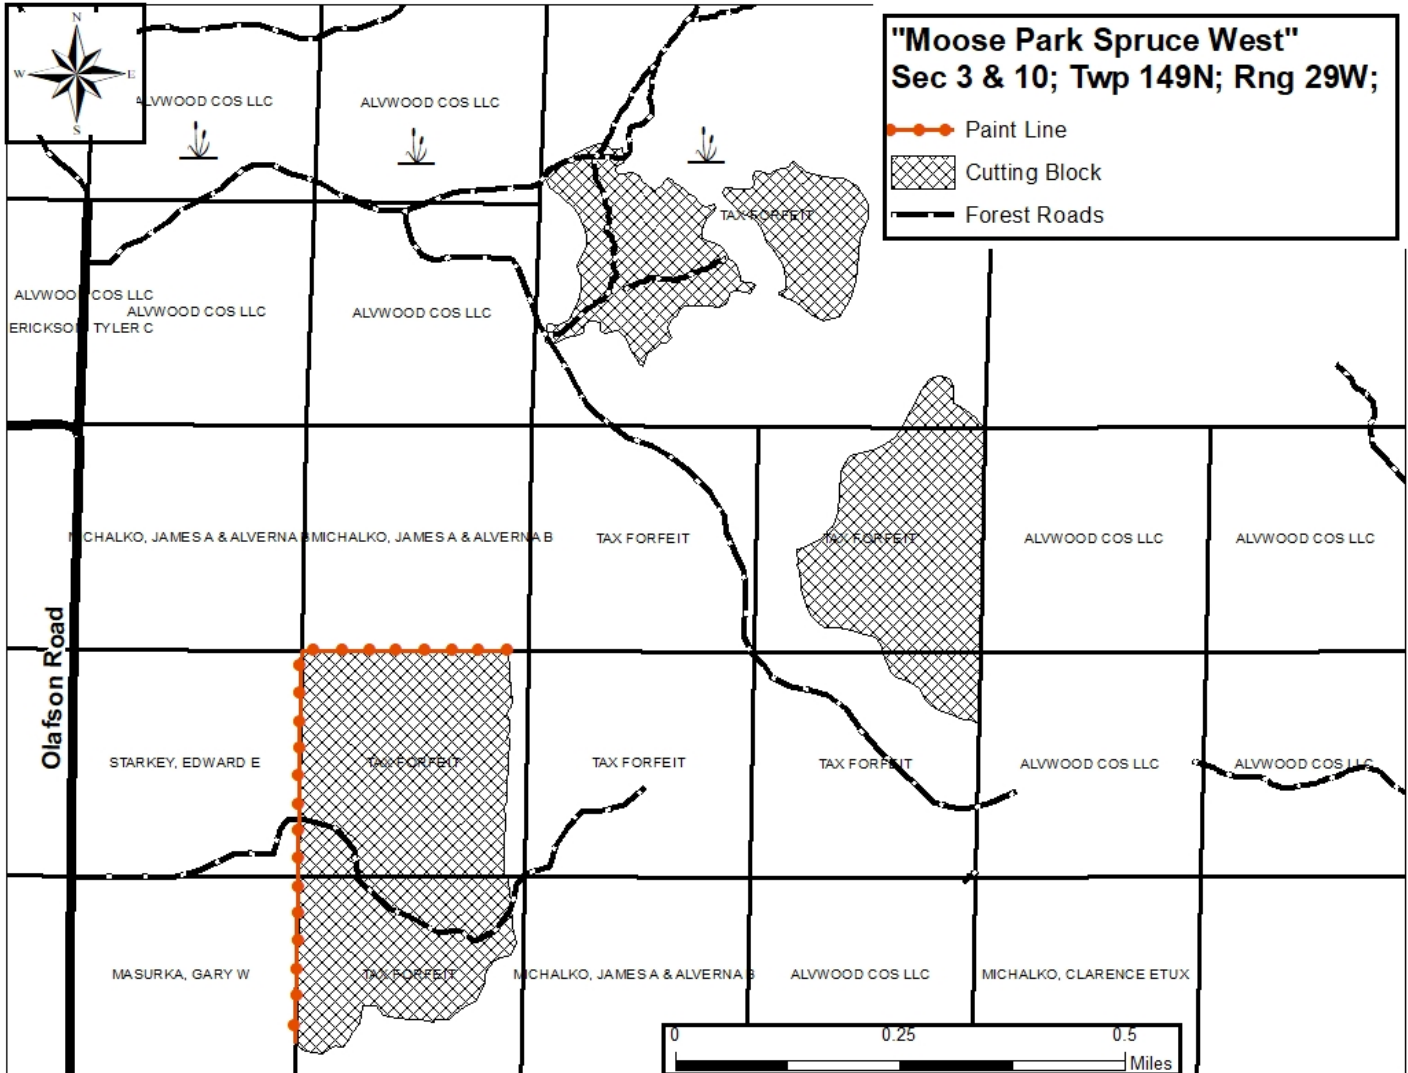 N
W E
S
"Moose Park Spruce West"
Sec 3 & 10; Twp 149N; Rng 29W;
Paint Line
Cutting Block
Forest Roads
ALVWOOD COS LLC
ALVWOOD COS LLC
TAX FORFEIT
ALVWOOD COS LLC
ALVWOOD COS LLC
ALVWOOD COS LLC
ERICKSON TYLER C
MICHALKO, JAMES A & ALVERNA B
MICHALKO, JAMES A & ALVERNA B
TAX FORFEIT
TAX FORFEIT
ALVWOOD COS LLC
ALVWOOD COS LLC
Olafson Road
STARKEY, EDWARD E
TAX FORFEIT
TAX FORFEIT
TAX FORFEIT
ALVWOOD COS LLC
ALVWOOD COS LLC
MASURKA, GARY W
TAX FORFEIT
MICHALKO, JAMES A & ALVERNA B
ALVWOOD COS LLC
MICHALKO, CLARENCE ETUX
0 0.25 0.5
Miles